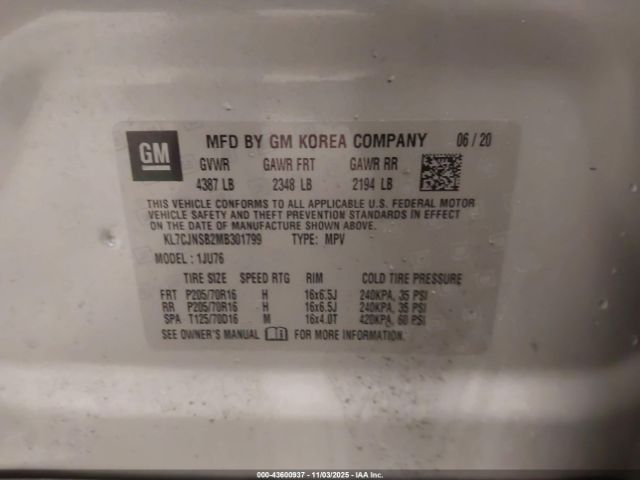 GM MFD BY GM KOREA COMPANY 06 / 20
GVWR GAWR FRT GAWR RR
4387 LB 2348 LB 2194 LB
THIS VEHICLE CONFORMS TO ALL APPLICABLE U.S. FEDERAL MOTOR
VEHICLE SAFETY AND THEFT PREVENTION STANDARDS IN EFFECT
ON THE DATE OF MANUFACTURE SHOWN ABOVE.
KL7CJNSB2MB301799 TYPE: MPV
MODEL : 1JU76
TIRE SIZE SPEED RTG RIM COLD TIRE PRESSURE
FRT P205/70R16 H 16x6.5J 240KPA, 35 PSI
RR P205/70R16 H 16x6.5J 240KPA, 35 PSI
SPA T125/70D16 M 16x4.0T 420KPA, 60 PSI
SEE OWNER'S MANUAL FOR MORE INFORMATION.
000-43600937 - 11/03/2025 - IAA Inc.